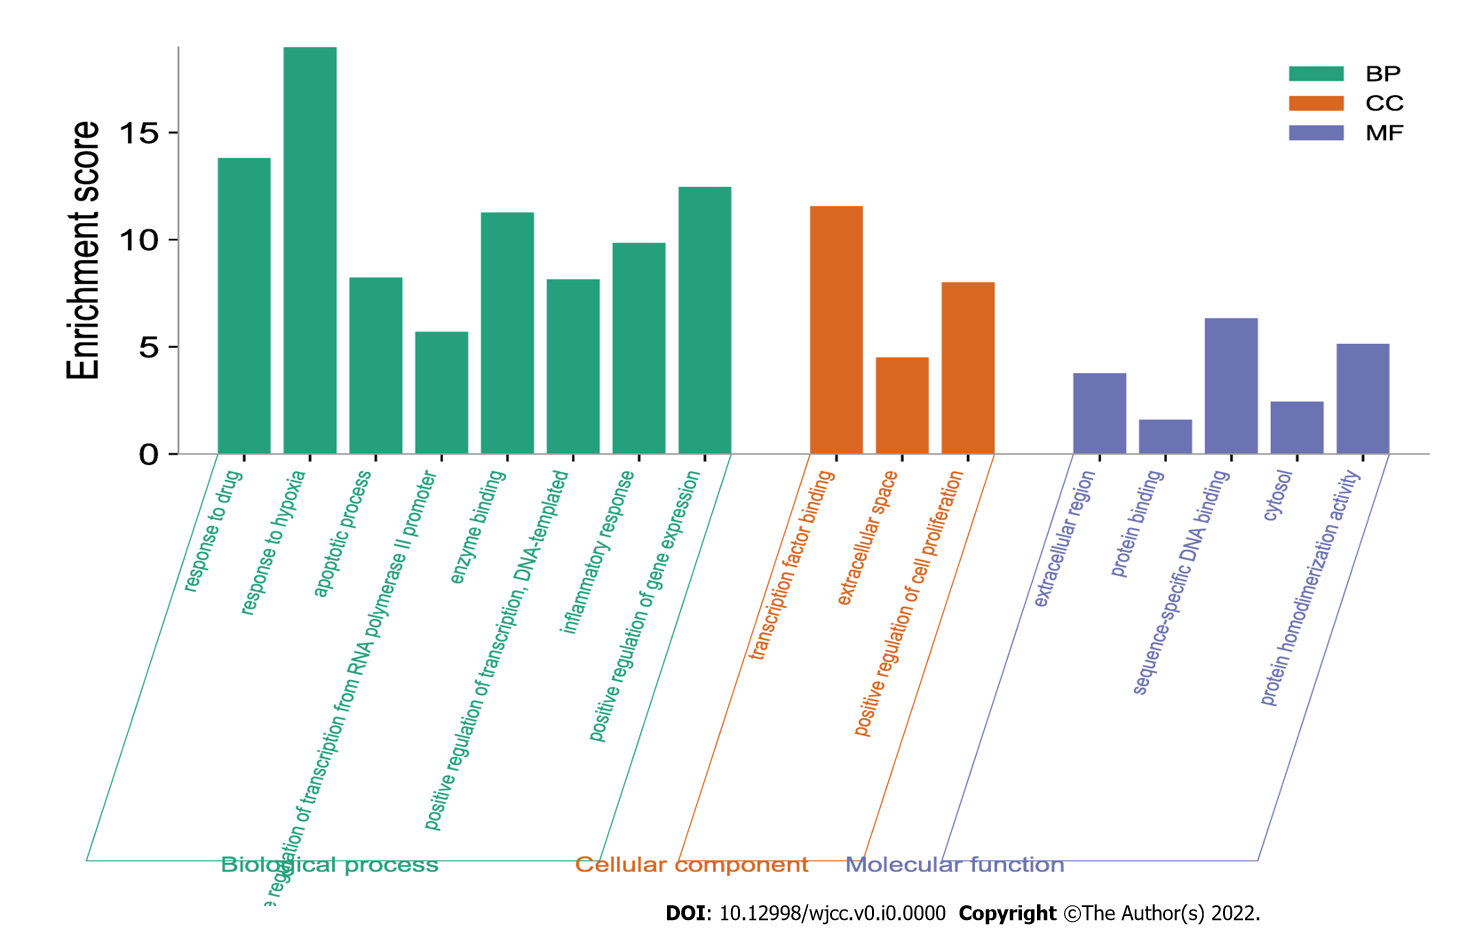 BP
CC
MF
Enrichment score
15
10
5
0
response to drug
response to hypoxia
apoptotic process
regulation of transcription from RNA polymerase II promoter
enzyme binding
positive regulation of transcription, DNA-templated
inflammatory response
positive regulation of gene expression
transcription factor binding
extracellular space
positive regulation of cell proliferation
extracellular region
protein binding
sequence-specific DNA binding
cytosol
protein homodimerization activity
Biological process
Cellular component
Molecular function
DOI: 10.12998/wjcc.v0.i0.0000 Copyright ©The Author(s) 2022.